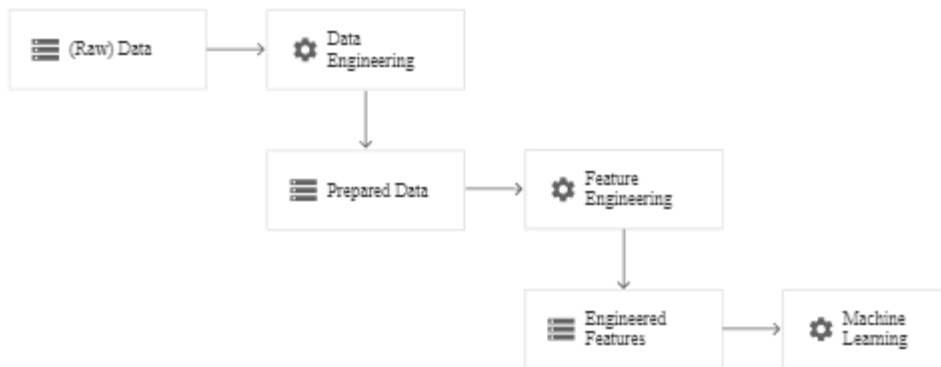 (Raw) Data
Data
Engineering
Prepared Data
Feature
Engineering
Engineered
Features
Machine
Learning